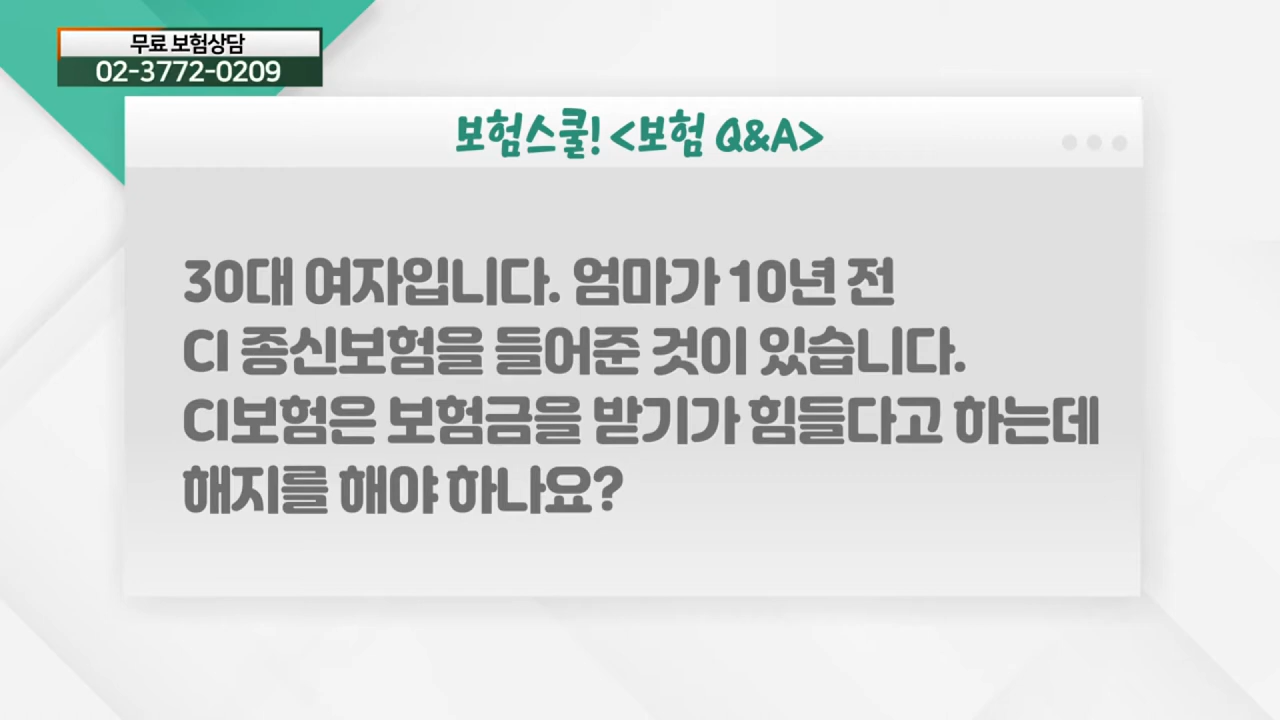 무료 보험상담
02-3772-0209
보험스쿨! <보험 Q&A>
30대 여자입니다. 엄마가 10년 전
CI 종신보험을 들어준 것이 있습니다.
CI보험은 보험금을 받기가 힘들다고 하는데
해지를 해야 하나요?